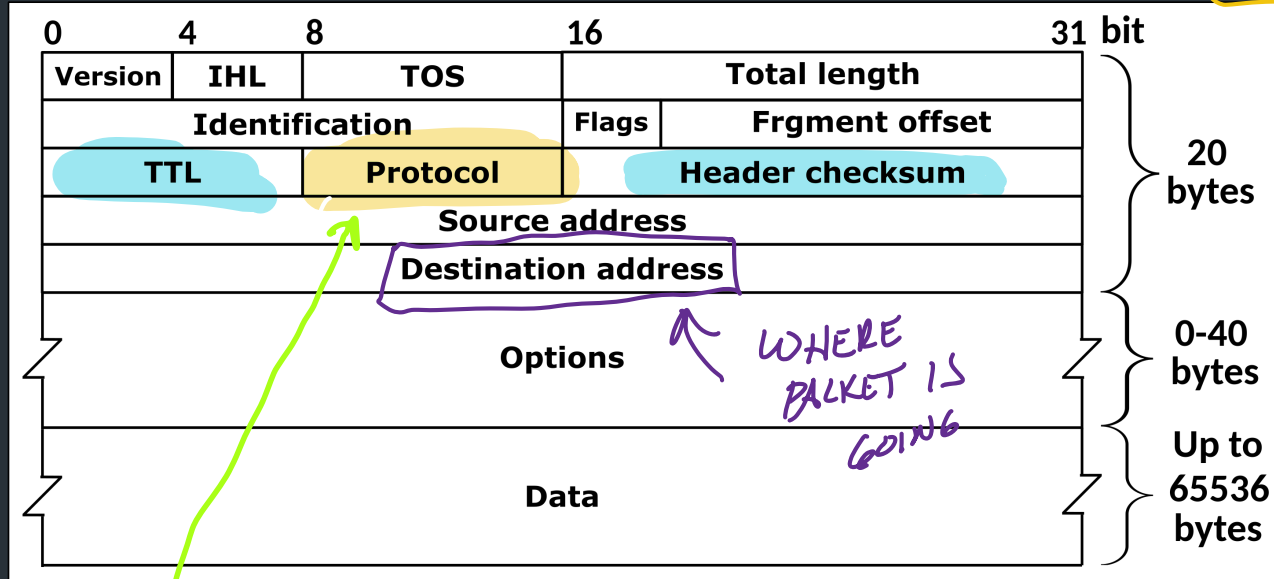 0 4 8 16 31 bit
Version IHL TOS Total length
Identification Flags Frgment offset
20
TTL Protocol Header checksum
bytes
Source address
Destination address
WHERE
0-40
Options
PACKET IS
bytes
GOING
Up to
65536
Data
bytes